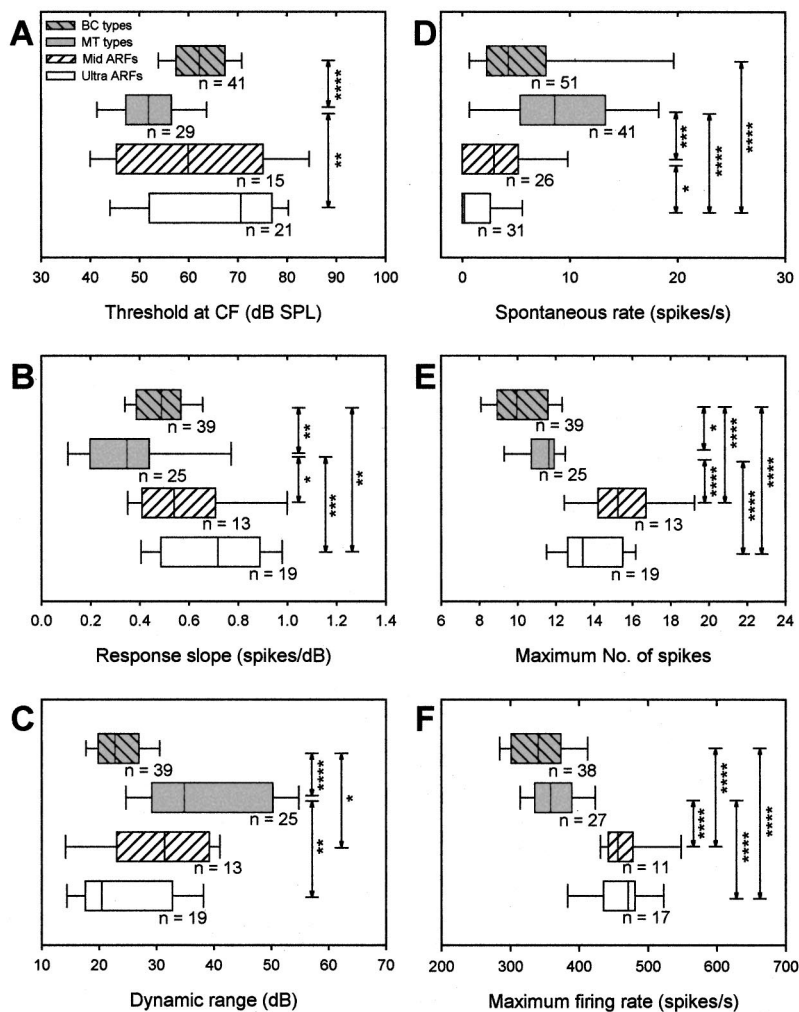 A
BC types
MT types
Mid ARFs
Ultra ARFs
n = 41
n = 29
n = 15
n = 21
****
**
30 40 50 60 70 80 90 100
Threshold at CF (dB SPL)
D
n = 51
n = 41
n = 26
n = 31
***
*
****
****
0 10 20 30
Spontaneous rate (spikes/s)
B
n = 39
n = 25
n = 13
n = 19
**
*
***
**
0.0 0.2 0.4 0.6 0.8 1.0 1.2 1.4
Response slope (spikes/dB)
E
n = 39
n = 25
n = 13
n = 19
*
****
****
****
****
6 8 10 12 14 16 18 20 22 24
Maximum No. of spikes
C
n = 39
n = 25
n = 13
n = 19
****
**
*
10 20 30 40 50 60 70
Dynamic range (dB)
F
n = 38
n = 27
n = 11
n = 17
****
****
****
****
200 300 400 500 600 700
Maximum firing rate (spikes/s)